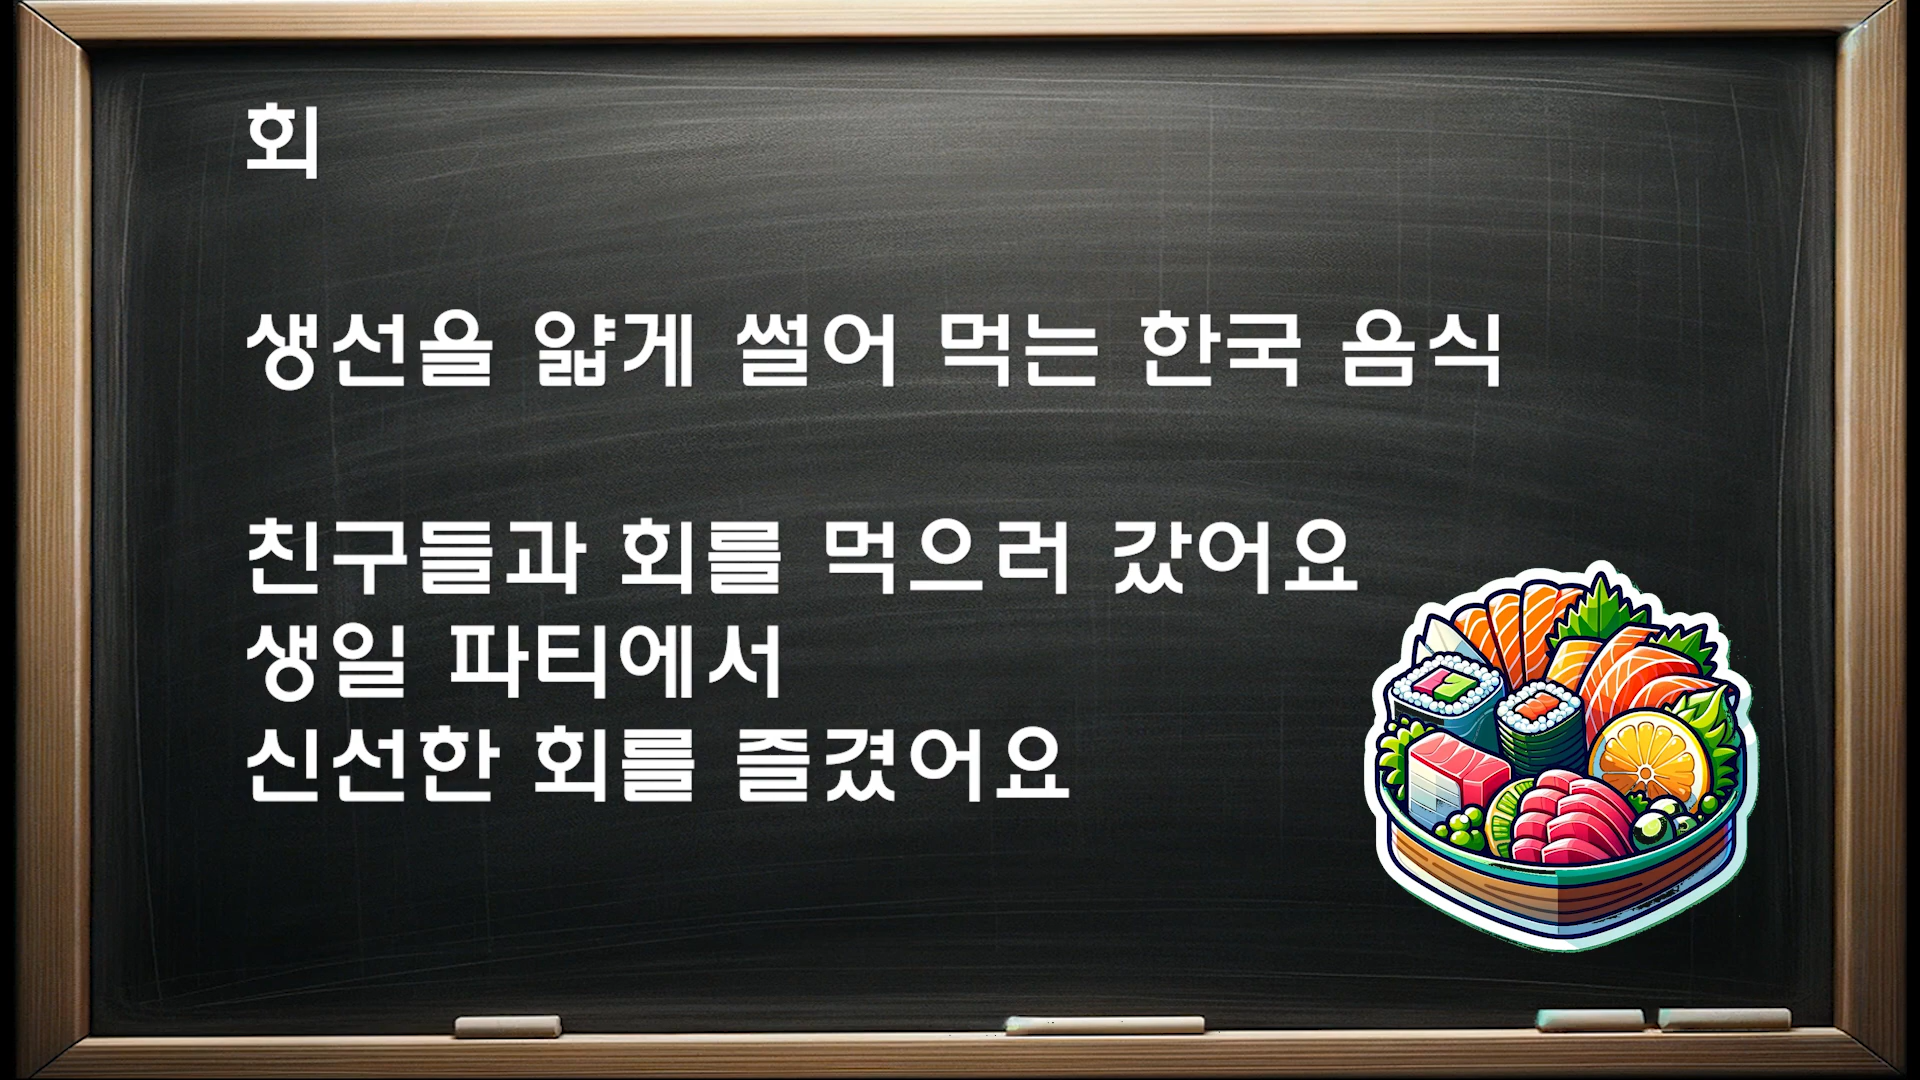 회
생선을 얇게 썰어 먹는 한국 음식
친구들과 회를 먹으러 갔어요
생일 파티에서
신선한 회를 즐겼어요